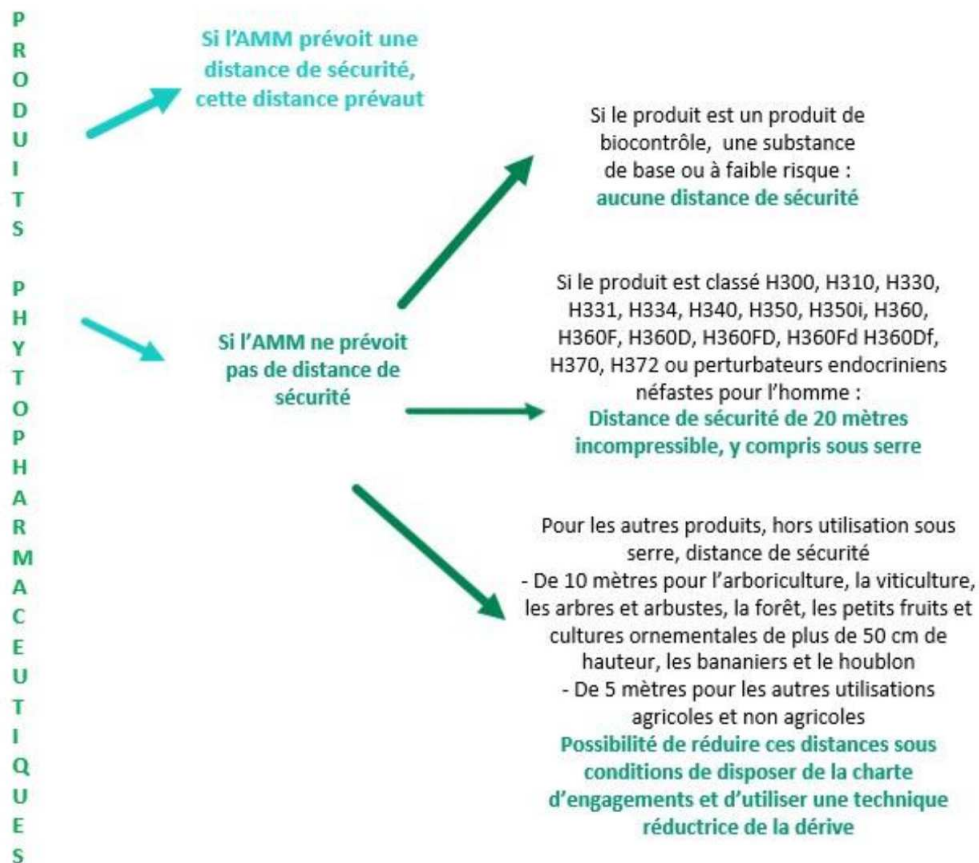 PRODUITS PHYTOPHARMACEUTIQUES
Si l'AMM prévoit une
distance de sécurité,
cette distance prévaut
Si l'AMM ne prévoit
pas de distance de
sécurité
Si le produit est un produit de
biocontrôle, une substance
de base ou à faible risque :
aucune distance de sécurité
Si le produit est classé H300, H310, H330,
H331, H334, H340, H350, H350i, H360,
H360F, H360D, H360FD, H360Fd H360Df,
H370, H372 ou perturbateurs endocriniens
néfastes pour l'homme :
Distance de sécurité de 20 mètres
incompressible, y compris sous serre
Pour les autres produits, hors utilisation sous
serre, distance de sécurité
- De 10 mètres pour l'arboriculture, la viticulture,
les arbres et arbustes, la forêt, les petits fruits et
cultures ornementales de plus de 50 cm de
hauteur, les bananiers et le houblon
- De 5 mètres pour les autres utilisations
agricoles et non agricoles
Possibilité de réduire ces distances sous
conditions de disposer de la charte
d'engagements et d'utiliser une technique
réductrice de la dérive